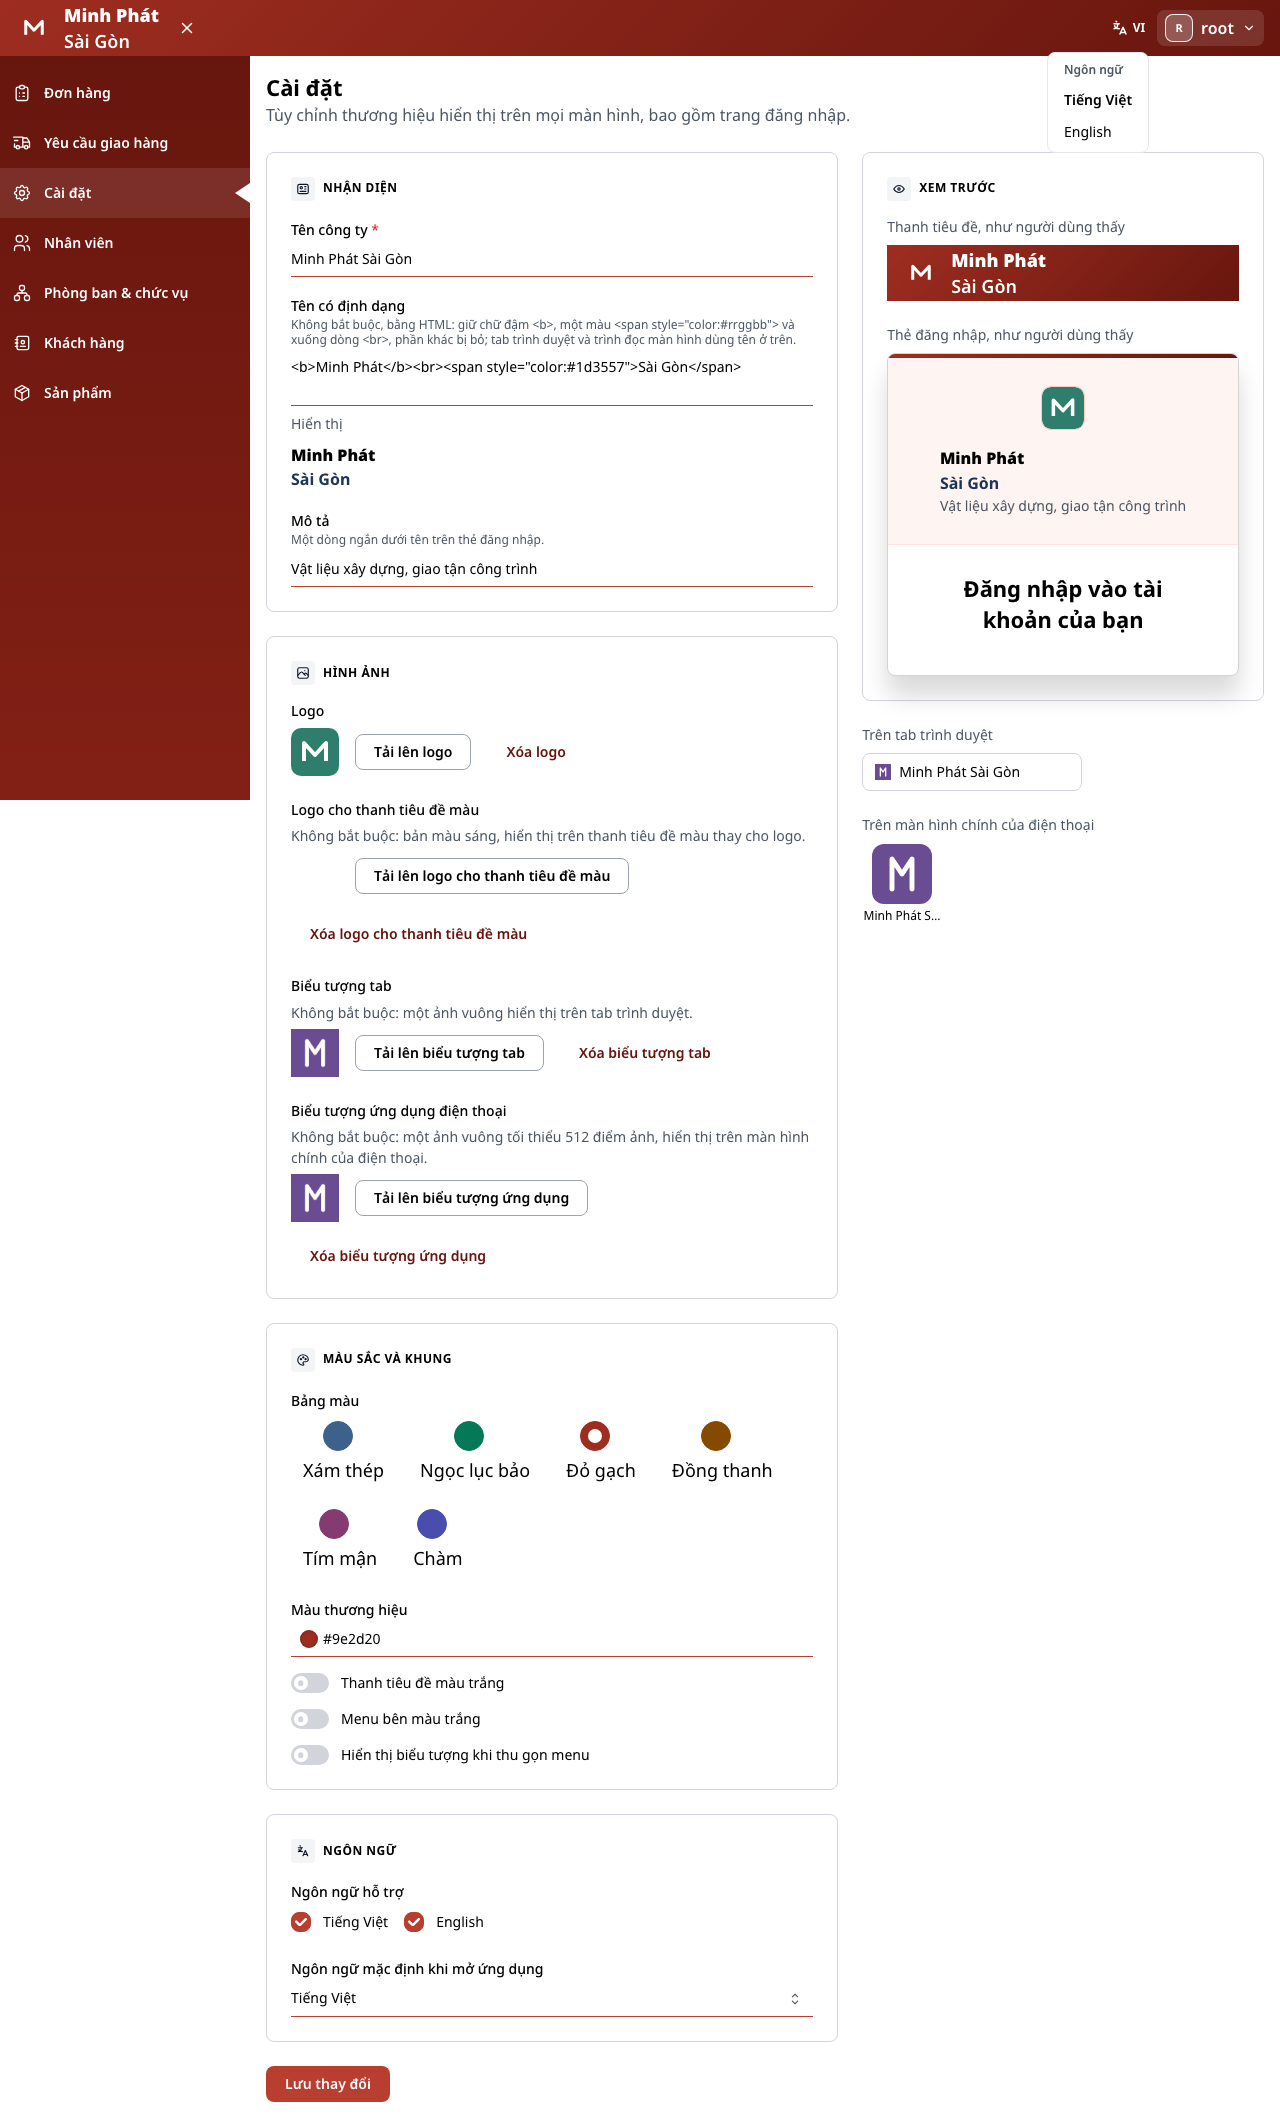 Minh Phát
Sài Gòn
VI
R
root
Ngôn ngữ
Tiếng Việt
English
Đơn hàng
Yêu cầu giao hàng
Cài đặt
Nhân viên
Phòng ban & chức vụ
Khách hàng
Sản phẩm
Cài đặt
Tùy chỉnh thương hiệu hiển thị trên mọi màn hình, bao gồm trang đăng nhập.
NHẬN DIỆN
Tên công ty *
Minh Phát Sài Gòn
Tên có định dạng
Không bắt buộc, bằng HTML: giữ chữ đậm <b>, một màu <span style="color:#rrggbb"> và
xuống dòng <br>, phần khác bị bỏ; tab trình duyệt và trình đọc màn hình dùng tên ở trên.
<b>Minh Phát</b><br><span style="color:#1d3557">Sài Gòn</span>
Hiển thị
Minh Phát
Sài Gòn
Mô tả
Một dòng ngắn dưới tên trên thẻ đăng nhập.
Vật liệu xây dựng, giao tận công trình
HÌNH ẢNH
Logo
Tải lên logo
Xóa logo
Logo cho thanh tiêu đề màu
Không bắt buộc: bản màu sáng, hiển thị trên thanh tiêu đề màu thay cho logo.
Tải lên logo cho thanh tiêu đề màu
Xóa logo cho thanh tiêu đề màu
Biểu tượng tab
Không bắt buộc: một ảnh vuông hiển thị trên tab trình duyệt.
Tải lên biểu tượng tab
Xóa biểu tượng tab
Biểu tượng ứng dụng điện thoại
Không bắt buộc: một ảnh vuông tối thiểu 512 điểm ảnh, hiển thị trên màn hình
chính của điện thoại.
Tải lên biểu tượng ứng dụng
Xóa biểu tượng ứng dụng
MÀU SẮC VÀ KHUNG
Bảng màu
Xám thép
Ngọc lục bảo
Đỏ gạch
Đồng thanh
Tím mận
Chàm
Màu thương hiệu
#9e2d20
Thanh tiêu đề màu trắng
Menu bên màu trắng
Hiển thị biểu tượng khi thu gọn menu
NGÔN NGỮ
Ngôn ngữ hỗ trợ
Tiếng Việt
English
Ngôn ngữ mặc định khi mở ứng dụng
Tiếng Việt
Lưu thay đổi
XEM TRƯỚC
Thanh tiêu đề, như người dùng thấy
Minh Phát
Sài Gòn
Thẻ đăng nhập, như người dùng thấy
Minh Phát
Sài Gòn
Vật liệu xây dựng, giao tận công trình
Đăng nhập vào tài
khoản của bạn
Trên tab trình duyệt
Minh Phát Sài Gòn
Trên màn hình chính của điện thoại
Minh Phát S...